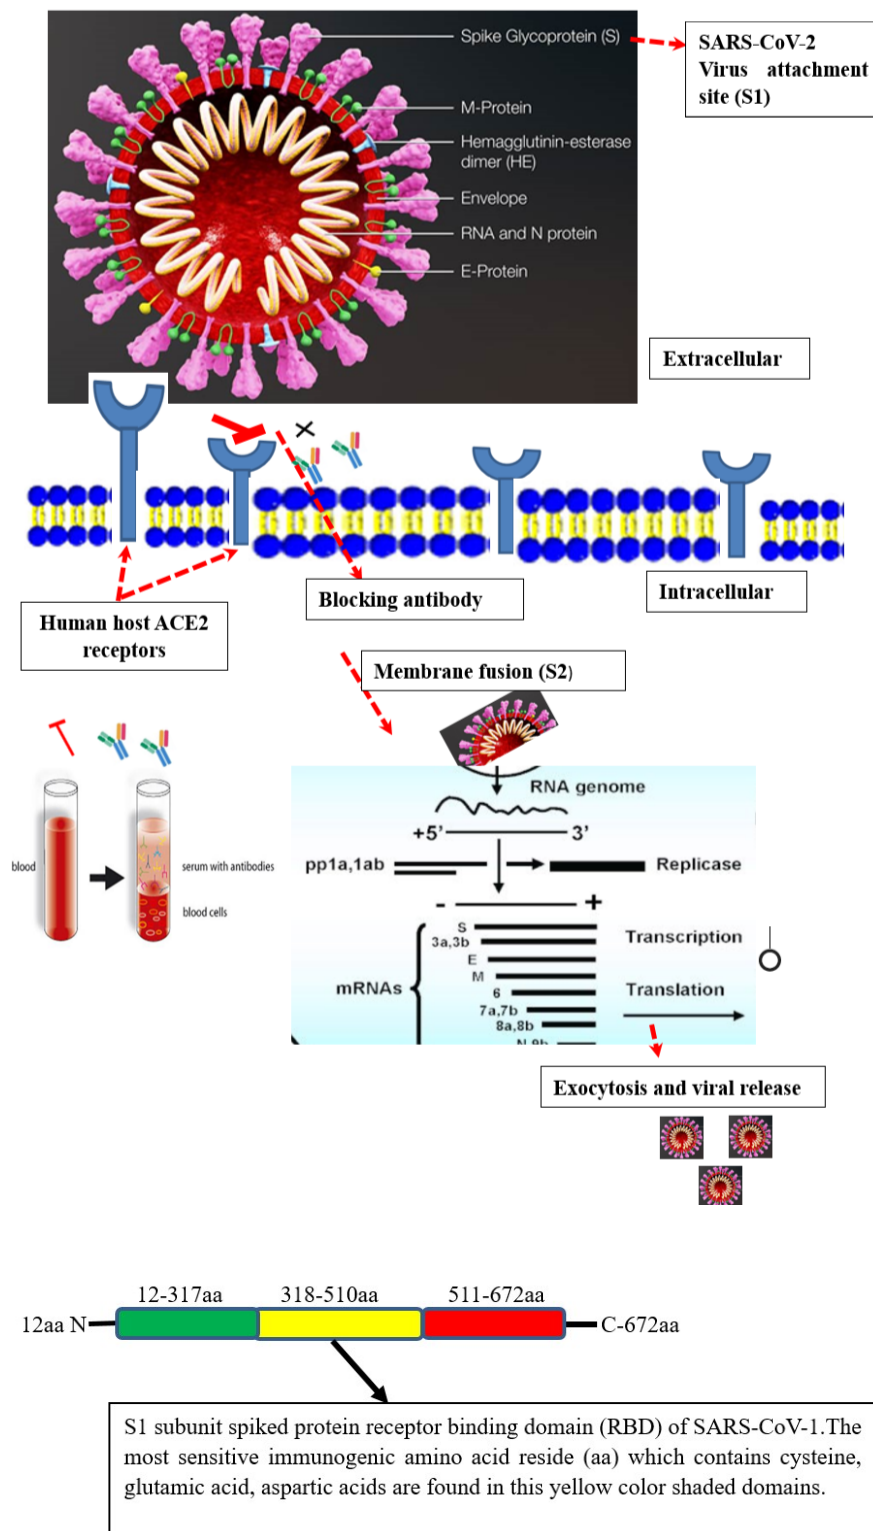 Spike Glycoprotein (S)
SARS-CoV-2
Virus attachment
site (S1)
M-Protein
Hemagglutinin-esterase
dimer (HE)
Envelope
RNA and N protein
E-Protein
Extracellular
Blocking antibody
Intracellular
Human host ACE2
receptors
Membrane fusion (S2)
RNA genome
+5’ 3’
pp1a,1ab
Replicase
- +
blood
serum with antibodies
blood cells
mRNAs
S
3a,3b
E
M
6
7a,7b
8a,8b
N,9b
Transcription
Translation
Exocytosis and viral release
12-317aa 318-510aa 511-672aa
12aa N C-672aa
S1 subunit spiked protein receptor binding domain (RBD) of SARS-CoV-1.The
most sensitive immunogenic amino acid reside (aa) which contains cysteine,
glutamic acid, aspartic acids are found in this yellow color shaded domains.